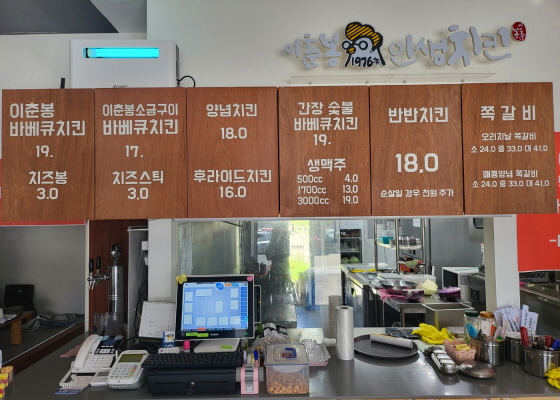 이춘봉 인생치킨
1976
이춘봉
바베큐치킨
19.
치즈봉
3.0
이춘봉소금구이
바베큐치킨
17.
치즈스틱
3.0
양념치킨
18.0
후라이드치킨
16.0
간장 숯불
바베큐치킨
19.
생맥주
500cc 4.0
1700cc 13.0
3000cc 19.0
반반치킨
18.0
순살일 경우 천원 추가
쪽갈비
오리지날 쪽갈비
소 24.0 중 33.0 대 41.0
매콤양념 쪽갈비
소 24.0 중 33.0 대 41.0